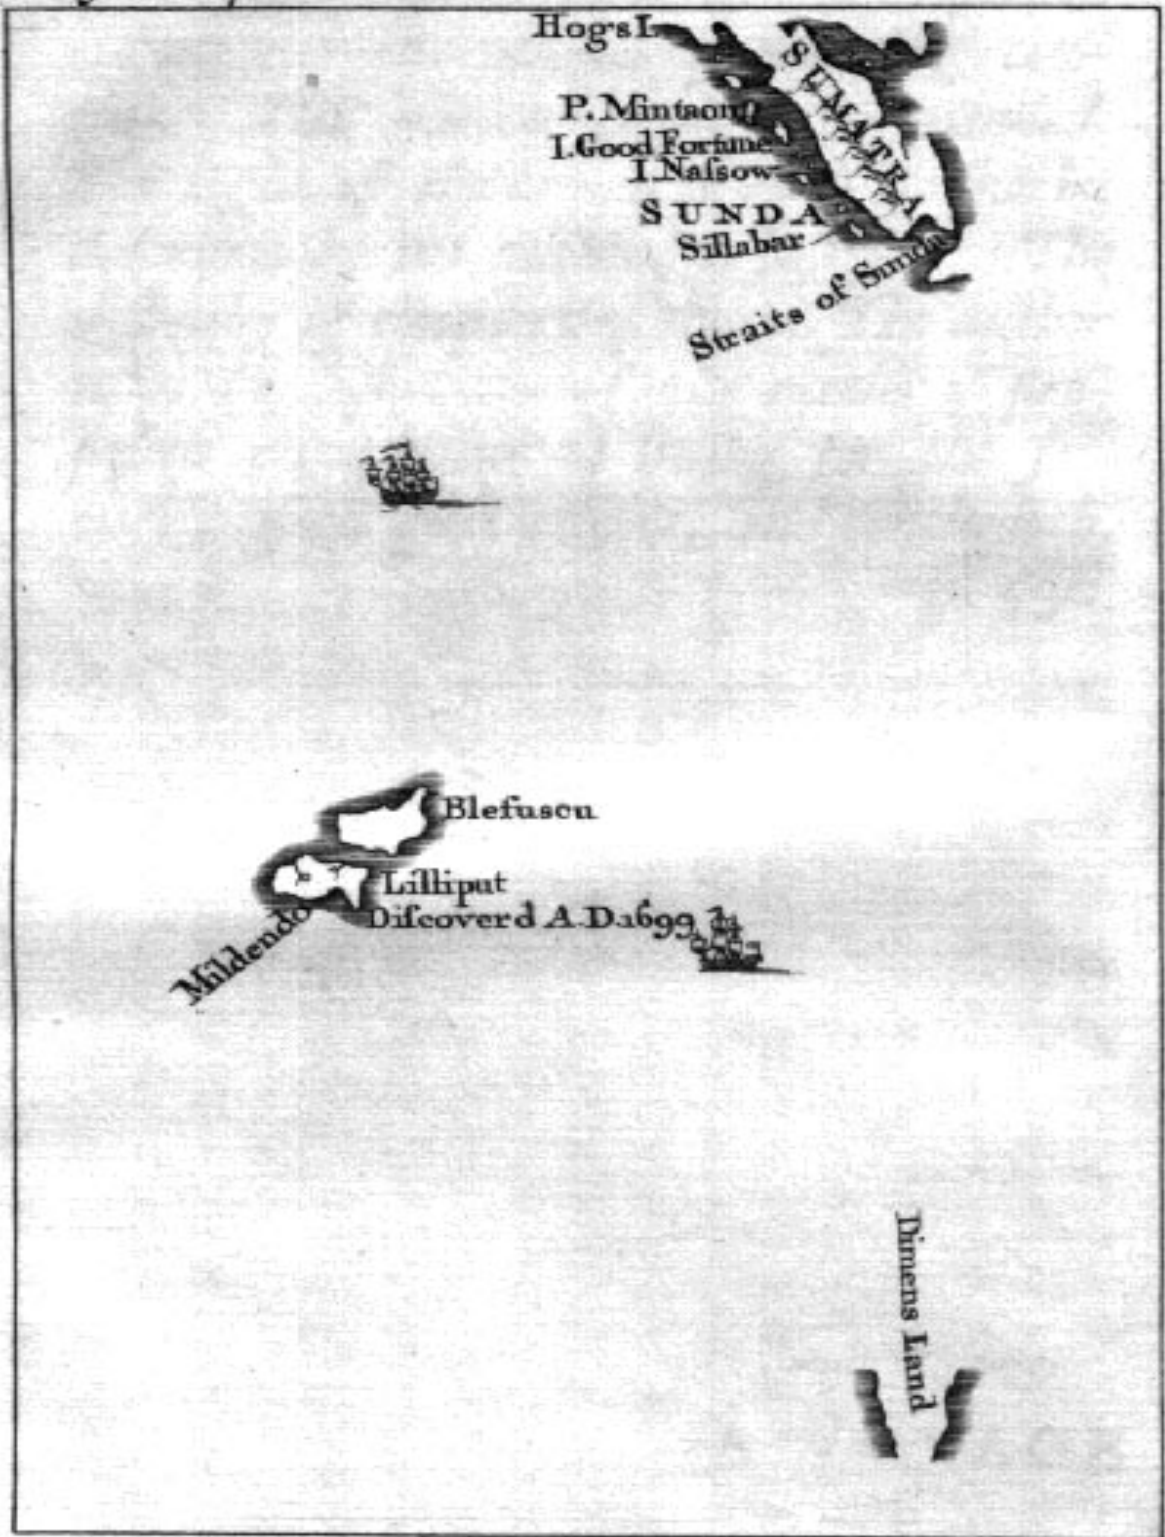 Hogs I.
SUMATRA
P. Mintaon
I. Good Fortune
I. Naſsow
SUNDA
Sillabar
Straits of Sunda
Blefuscu
Lilliput
Diſcoverd A.D. 1699
Mildendo
Dimens Land